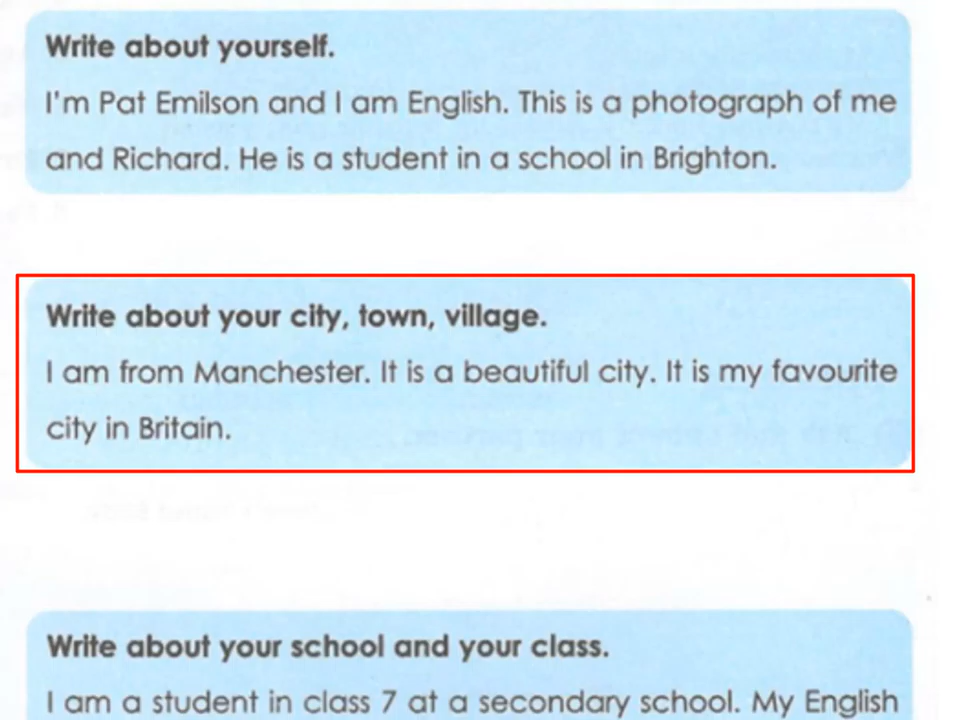 Write about yourself.
I'm Pat Emilson and I am English. This is a photograph of me
and Richard. He is a student in a school in Brighton.
Write about your city, town, village.
I am from Manchester. It is a beautiful city. It is my favourite
city in Britain.
Write about your school and your class.
I am a student in class 7 at a secondary school. My English